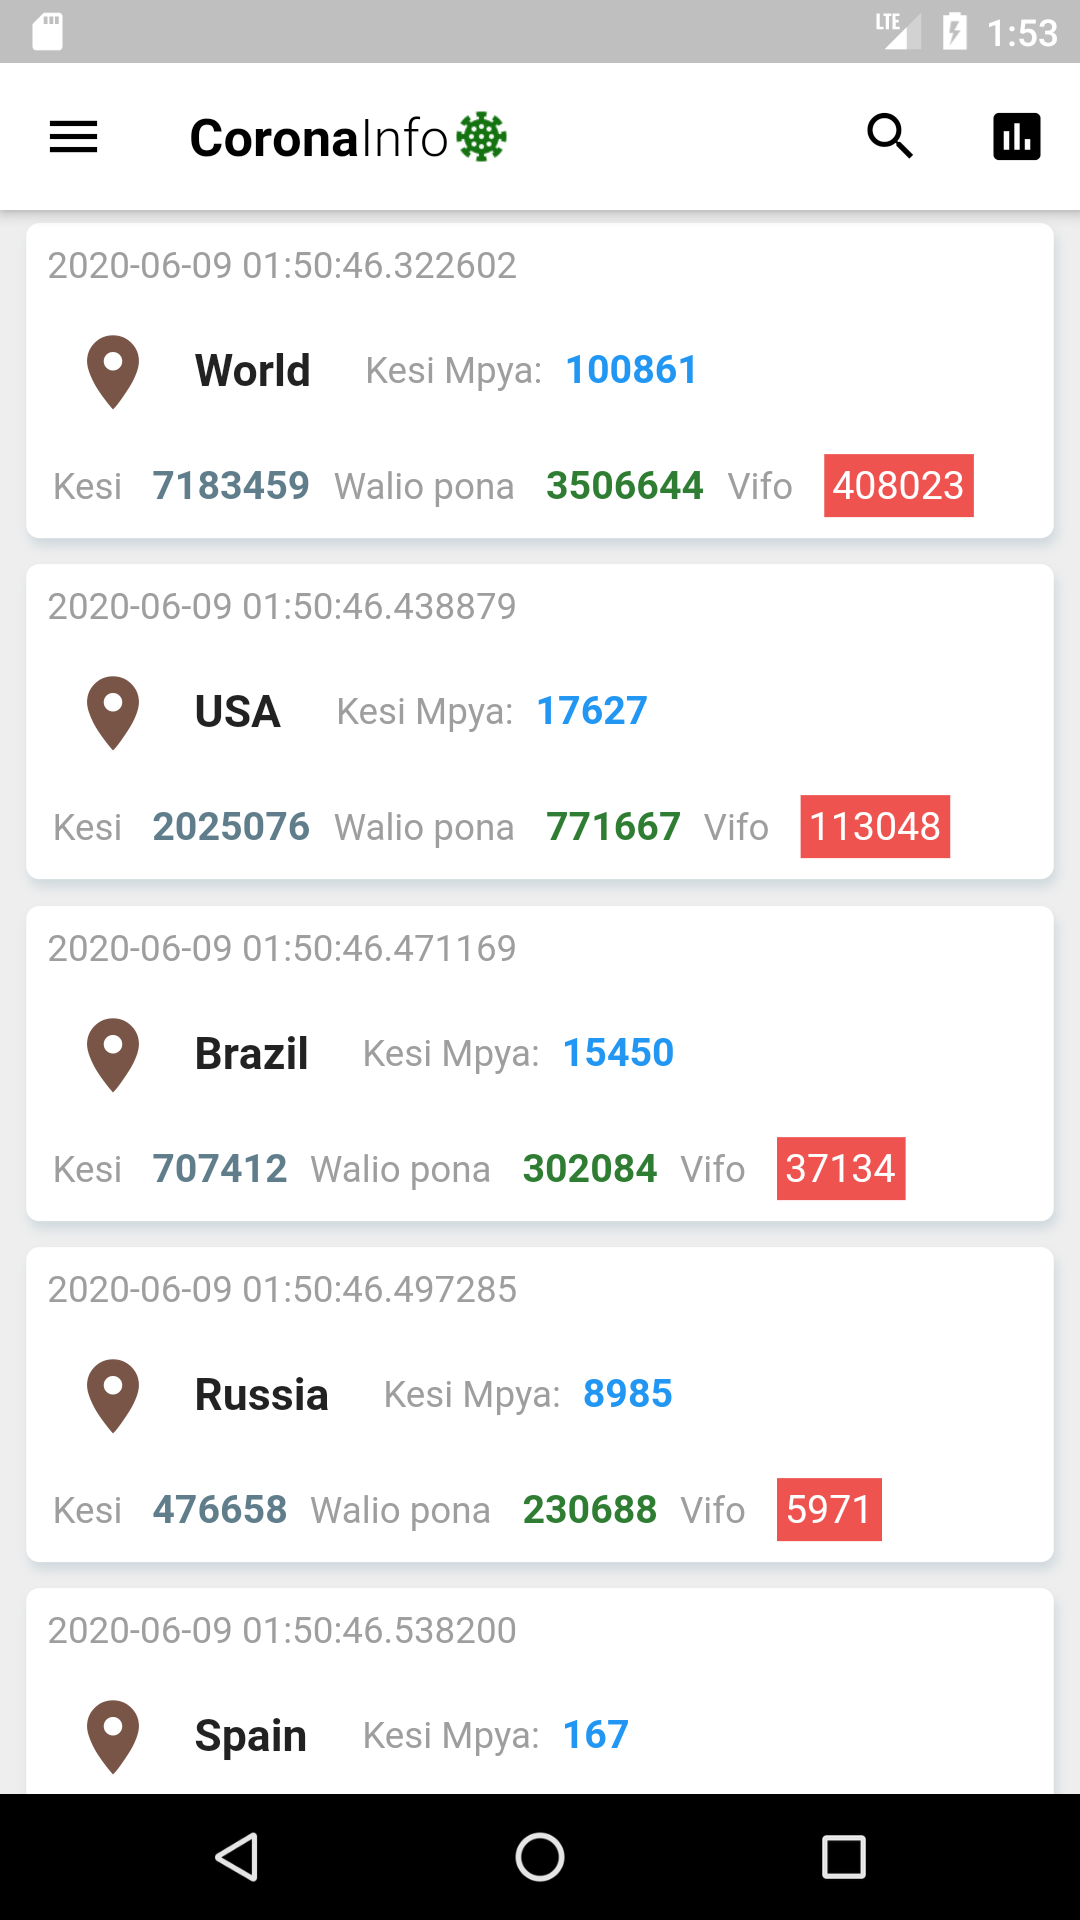 LTE 1:53
CoronaInfo
2020-06-09 01:50:46.322602
World Kesi Mpya: 100861
Kesi 7183459 Walio pona 3506644 Vifo 408023
2020-06-09 01:50:46.438879
USA Kesi Mpya: 17627
Kesi 2025076 Walio pona 771667 Vifo 113048
2020-06-09 01:50:46.471169
Brazil Kesi Mpya: 15450
Kesi 707412 Walio pona 302084 Vifo 37134
2020-06-09 01:50:46.497285
Russia Kesi Mpya: 8985
Kesi 476658 Walio pona 230688 Vifo 5971
2020-06-09 01:50:46.538200
Spain Kesi Mpya: 167